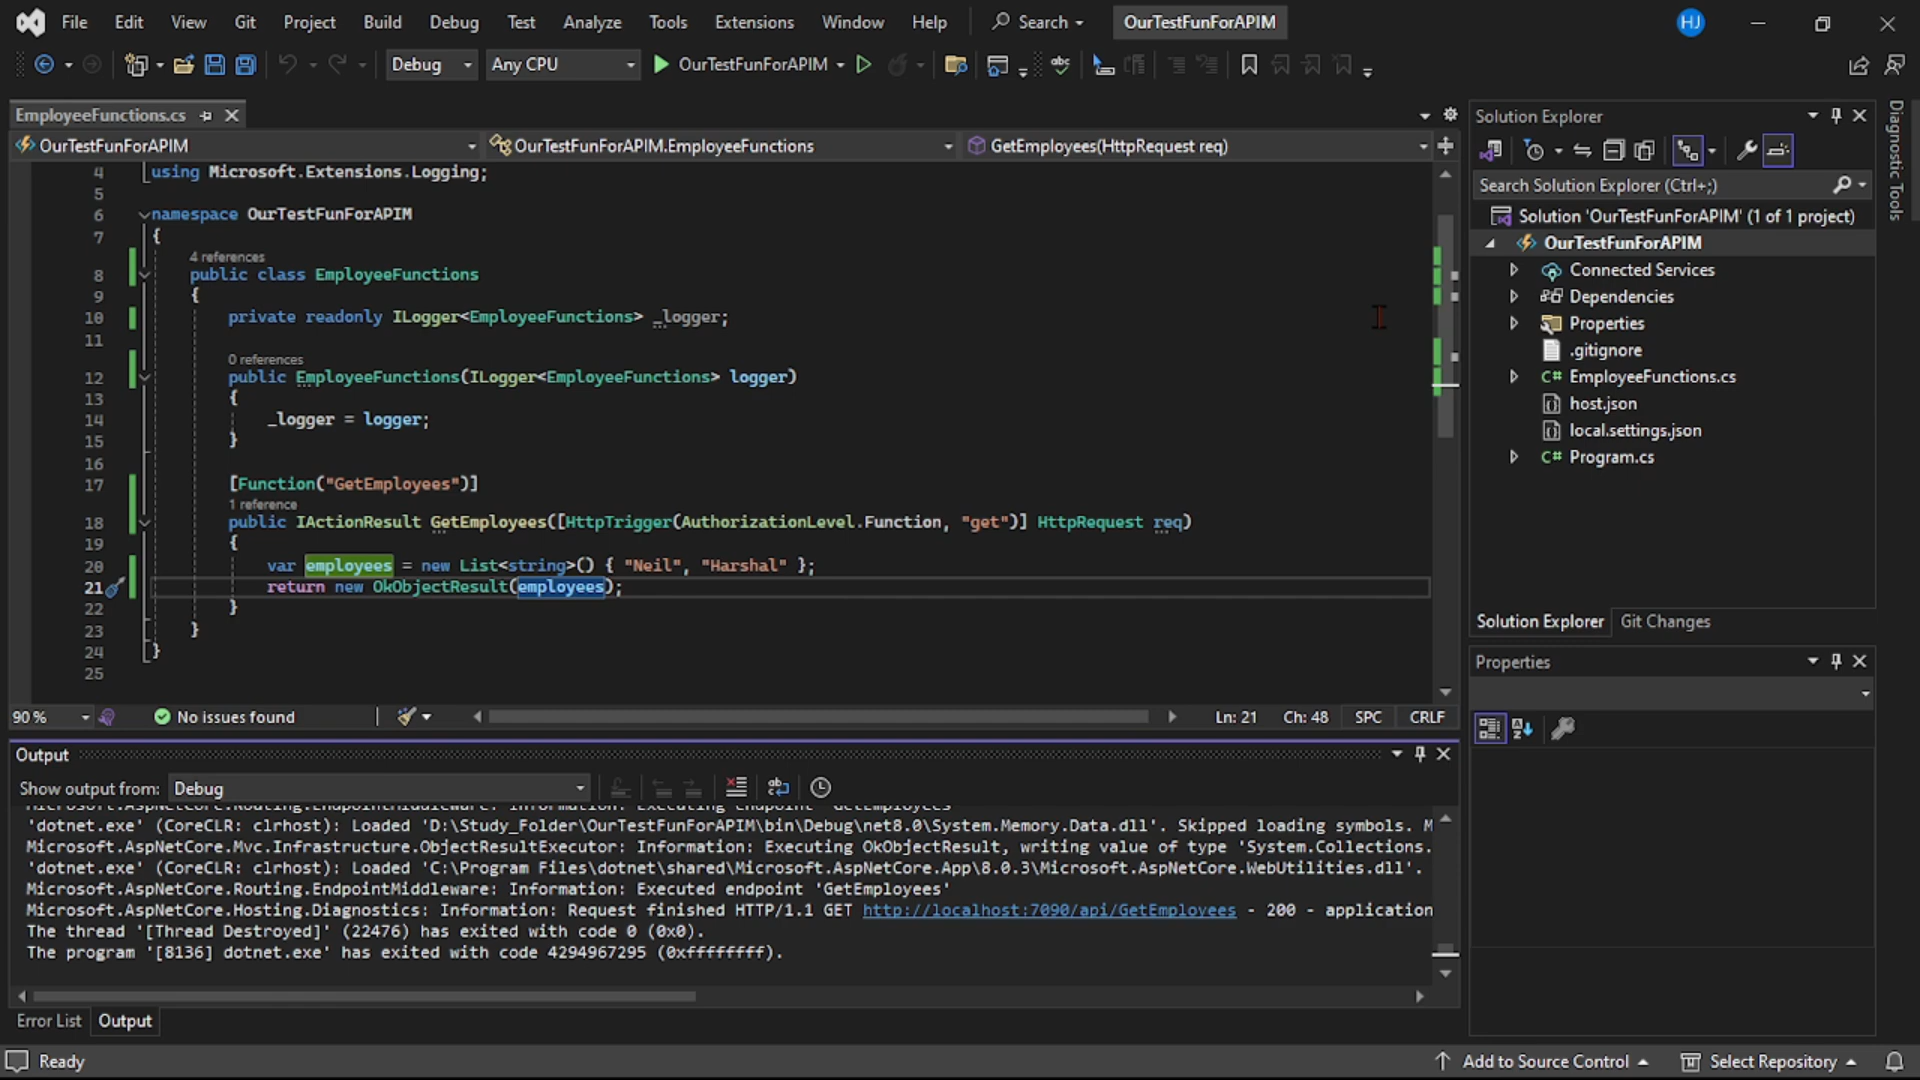 File Edit View Git Project Build Debug Test Analyze Tools Extensions Window Help Search OurTestFunForAPIM HJ
Debug Any CPU OurTestFunForAPIM
EmployeeFunctions.cs
OurTestFunForAPIM OurTestFunForAPIM.EmployeeFunctions GetEmployees(HttpRequest req)
4 using Microsoft.Extensions.Logging;
5
6 namespace OurTestFunForAPIM
7 {
4 references
8 public class EmployeeFunctions
9 {
10 private readonly ILogger<EmployeeFunctions> _logger;
11
0 references
12 public EmployeeFunctions(ILogger<EmployeeFunctions> logger)
13 {
14 _logger = logger;
15 }
16
17 [Function("GetEmployees")]
1 reference
18 public IActionResult GetEmployees([HttpTrigger(AuthorizationLevel.Function, "get")] HttpRequest req)
19 {
20 var employees = new List<string>() { "Neil", "Harshal" };
21 return new OkObjectResult(employees);
22 }
23 }
24 }
25
90 % No issues found Ln: 21 Ch: 48 SPC CRLF
Output
Show output from: Debug
Microsoft.AspNetCore.Routing.EndpointMiddleware: Information: Executing endpoint 'GetEmployees'
'dotnet.exe' (CoreCLR: clrhost): Loaded 'D:\Study_Folder\OurTestFunForAPIM\bin\Debug\net8.0\System.Memory.Data.dll'. Skipped loading symbols. M
Microsoft.AspNetCore.Mvc.Infrastructure.ObjectResultExecutor: Information: Executing OkObjectResult, writing value of type 'System.Collections.
'dotnet.exe' (CoreCLR: clrhost): Loaded 'C:\Program Files\dotnet\shared\Microsoft.AspNetCore.App\8.0.3\Microsoft.AspNetCore.WebUtilities.dll'.
Microsoft.AspNetCore.Routing.EndpointMiddleware: Information: Executed endpoint 'GetEmployees'
Microsoft.AspNetCore.Hosting.Diagnostics: Information: Request finished HTTP/1.1 GET http://localhost:7090/api/GetEmployees - 200 - application
The thread '[Thread Destroyed]' (22476) has exited with code 0 (0x0).
The program '[8136] dotnet.exe' has exited with code 4294967295 (0xffffffff).
Error List Output
Solution Explorer
Search Solution Explorer (Ctrl+;)
Solution 'OurTestFunForAPIM' (1 of 1 project)
OurTestFunForAPIM
Connected Services
Dependencies
Properties
.gitignore
C# EmployeeFunctions.cs
host.json
local.settings.json
C# Program.cs
Solution Explorer Git Changes
Properties
Diagnostic Tools
Ready Add to Source Control Select Repository